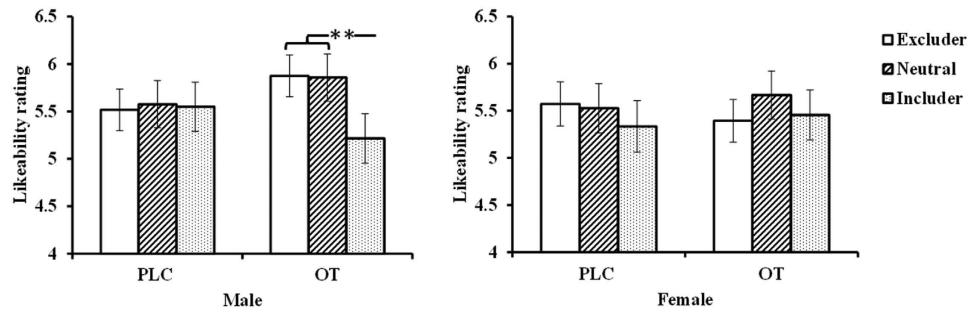 6.5
6
5.5
5
4.5
4
Likeability rating
**
PLC
OT
Male
6.5
6
5.5
5
4.5
4
Likeability rating
PLC
OT
Female
Excluder
Neutral
Includer